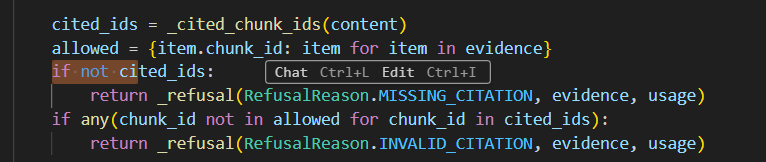 cited_ids = _cited_chunk_ids(content)
allowed = {item.chunk_id: item for item in evidence}
if not cited_ids:
Chat Ctrl+L Edit Ctrl+I
return _refusal(RefusalReason.MISSING_CITATION, evidence, usage)
if any(chunk_id not in allowed for chunk_id in cited_ids):
return _refusal(RefusalReason.INVALID_CITATION, evidence, usage)